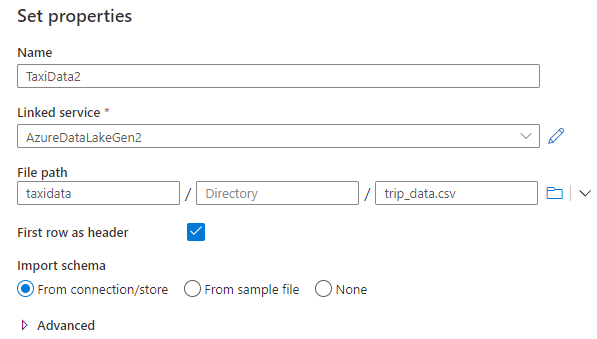 Set properties
Name
TaxiData2
Linked service *
AzureDataLakeGen2
File path
taxidata / Directory / trip_data.csv
First row as header
Import schema
From connection/store From sample file None
Advanced